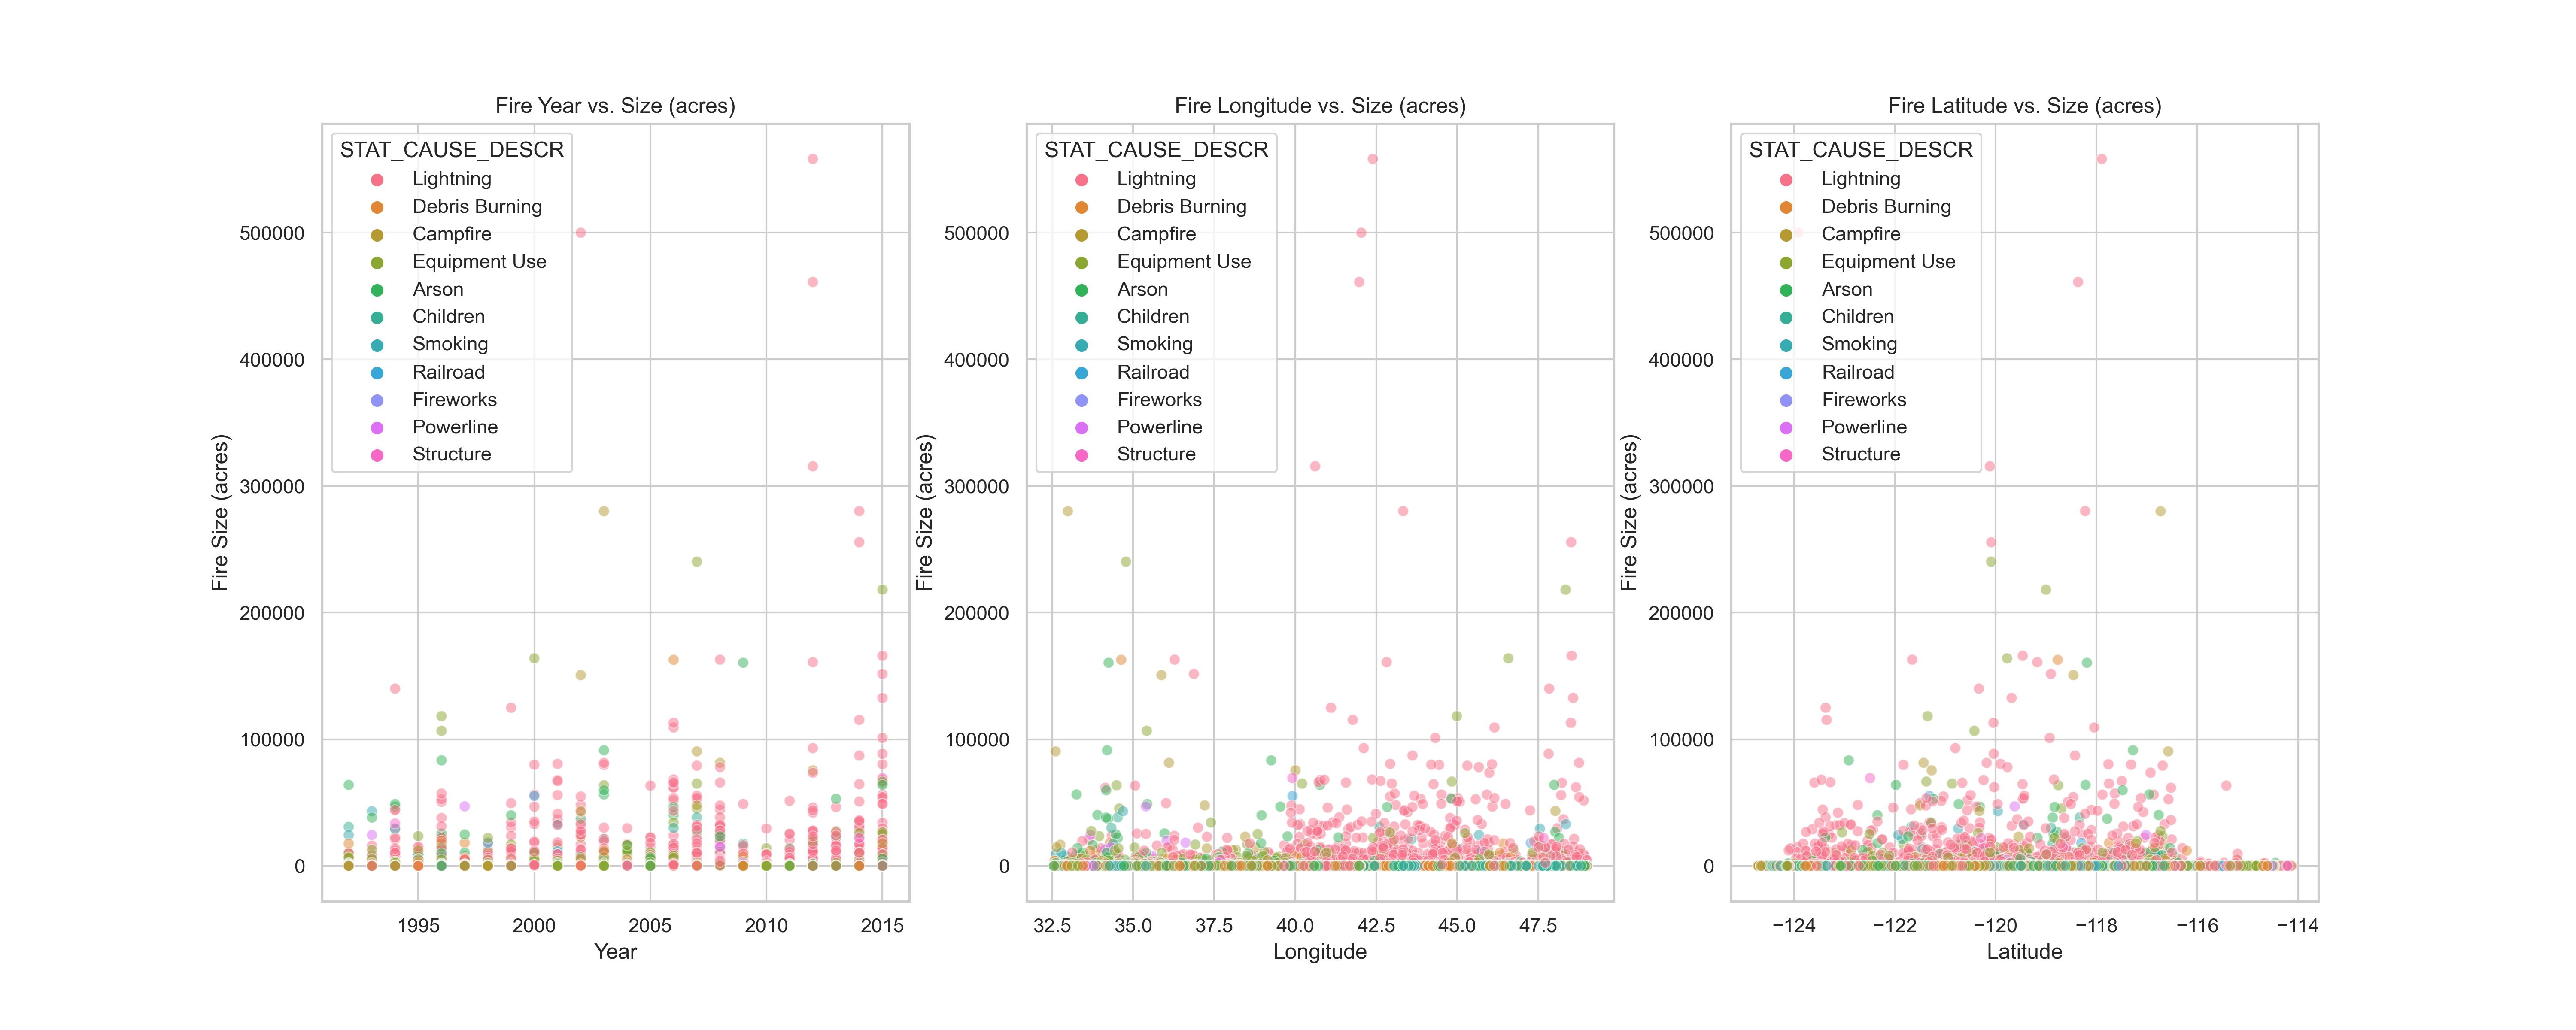 Fire Year vs. Size (acres)
STAT_CAUSE_DESCR
Lightning
Debris Burning
Campfire
Equipment Use
Arson
Children
Smoking
Railroad
Fireworks
Powerline
Structure
Fire Size (acres)
500000
400000
300000
200000
100000
0
1995 2000 2005 2010 2015
Year
Fire Longitude vs. Size (acres)
STAT_CAUSE_DESCR
Lightning
Debris Burning
Campfire
Equipment Use
Arson
Children
Smoking
Railroad
Fireworks
Powerline
Structure
Fire Size (acres)
500000
400000
300000
200000
100000
0
32.5 35.0 37.5 40.0 42.5 45.0 47.5
Longitude
Fire Latitude vs. Size (acres)
STAT_CAUSE_DESCR
Lightning
Debris Burning
Campfire
Equipment Use
Arson
Children
Smoking
Railroad
Fireworks
Powerline
Structure
Fire Size (acres)
500000
400000
300000
200000
100000
0
−124 −122 −120 −118 −116 −114
Latitude